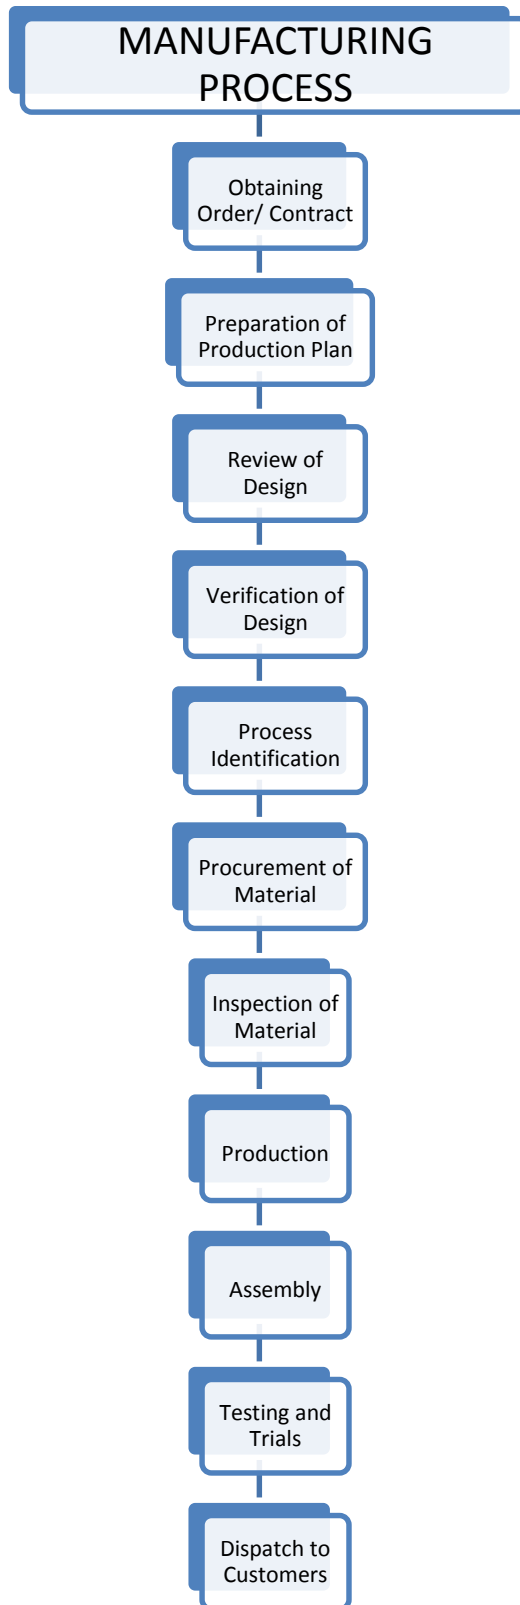 MANUFACTURING
PROCESS
Obtaining
Order/ Contract
Preparation of
Production Plan
Review of
Design
Verification of
Design
Process
Identification
Procurement of
Material
Inspection of
Material
Production
Assembly
Testing and
Trials
Dispatch to
Customers